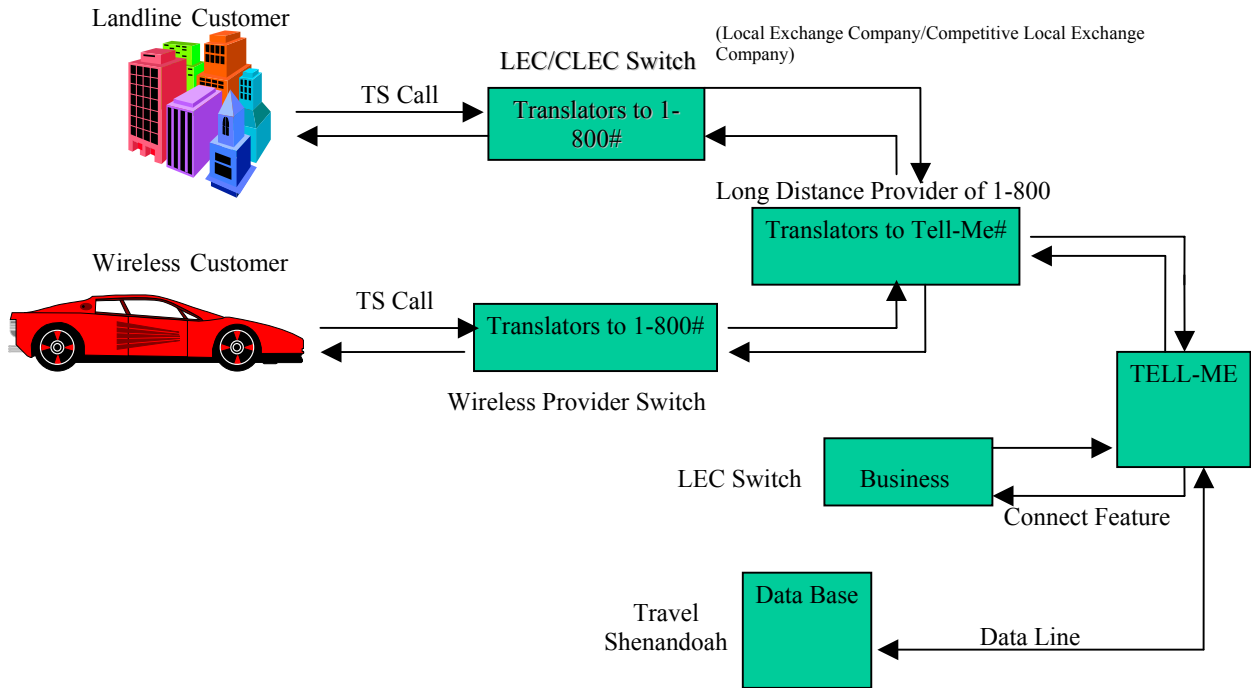 Landline Customer
(Local Exchange Company/Competitive Local Exchange
Company)
LEC/CLEC Switch
TS Call
Translators to 1-
800#
Long Distance Provider of 1-800
Translators to Tell-Me#
Wireless Customer
TS Call
Translators to 1-800#
Wireless Provider Switch
TELL-ME
LEC Switch
Business
Connect Feature
Data Base
Travel
Shenandoah
Data Line